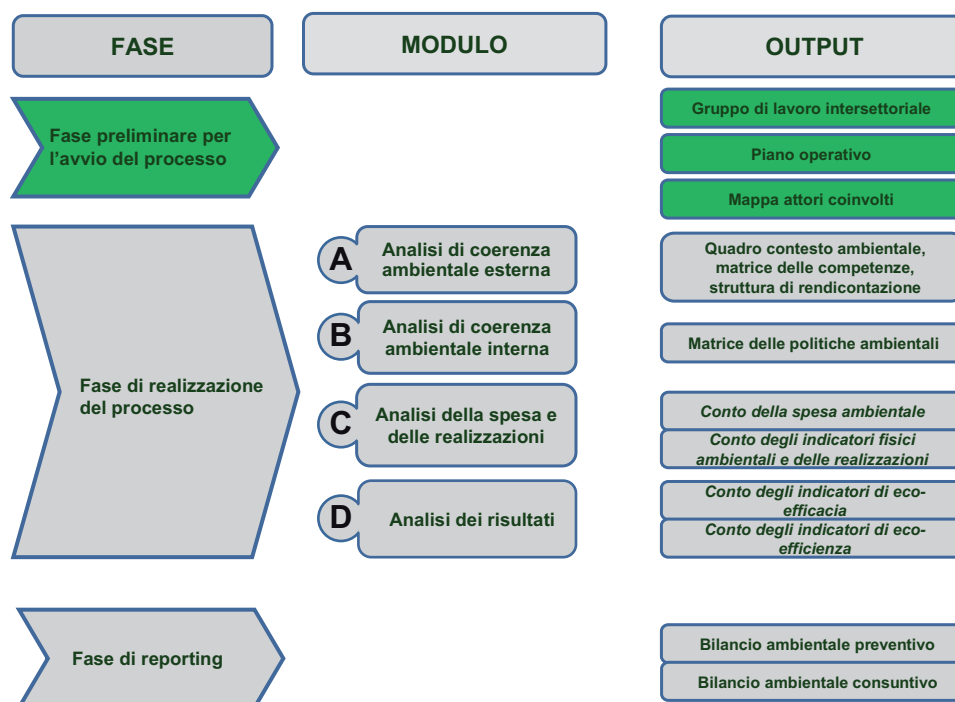 FASE
MODULO
OUTPUT
Fase preliminare per
l'avvio del processo
Gruppo di lavoro intersettoriale
Piano operativo
Mappa attori coinvolti
Fase di realizzazione
del processo
A
Analisi di coerenza
ambientale esterna
Quadro contesto ambientale,
matrice delle competenze,
struttura di rendicontazione
B
Analisi di coerenza
ambientale interna
Matrice delle politiche ambientali
C
Analisi della spesa e
delle realizzazioni
Conto della spesa ambientale
Conto degli indicatori fisici
ambientali e delle realizzazioni
D
Analisi dei risultati
Conto degli indicatori di eco-
efficacia
Conto degli indicatori di eco-
efficienza
Fase di reporting
Bilancio ambientale preventivo
Bilancio ambientale consuntivo